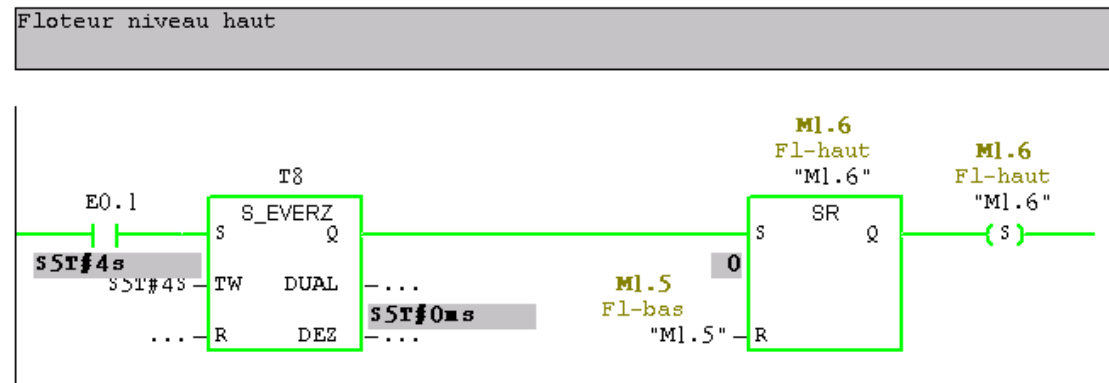 Floteur niveau haut
M1.6
Fl-haut
"M1.6"
M1.6
Fl-haut
"M1.6"
T8
E0.1
S_EVERZ
SR
S
Q
S
Q
( S )
S5T#4s
S5T#4S
TW
DUAL
...
0
M1.5
Fl-bas
S5T#0ms
...
R
DEZ
...
"M1.5"
R